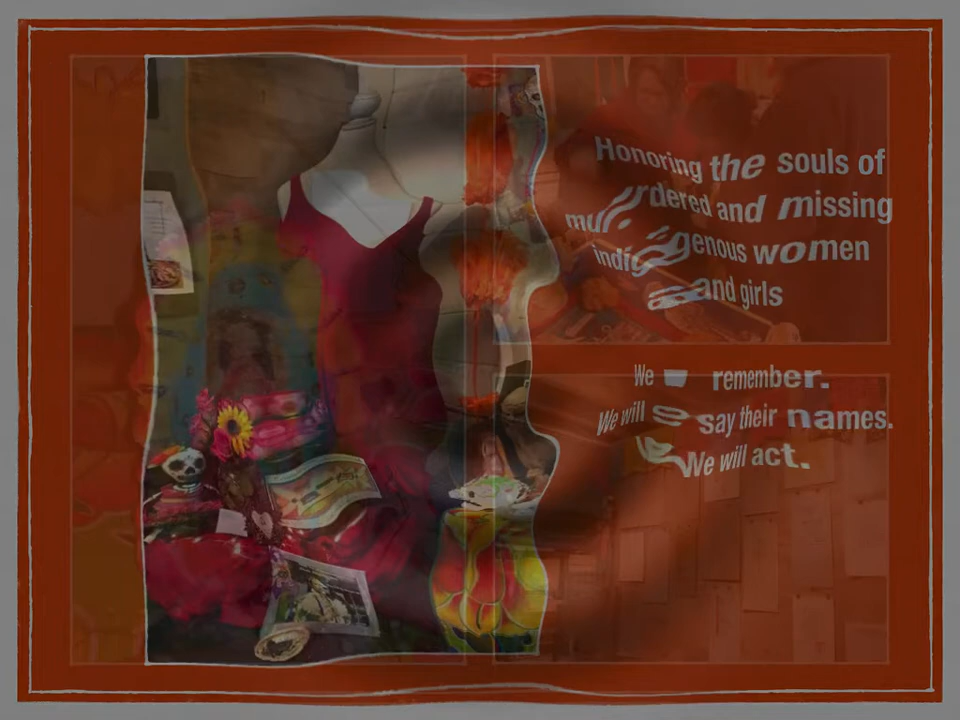 Honoring the souls of
murdered and missing
indigenous women
and girls
We remember.
We will say their names.
We will act.